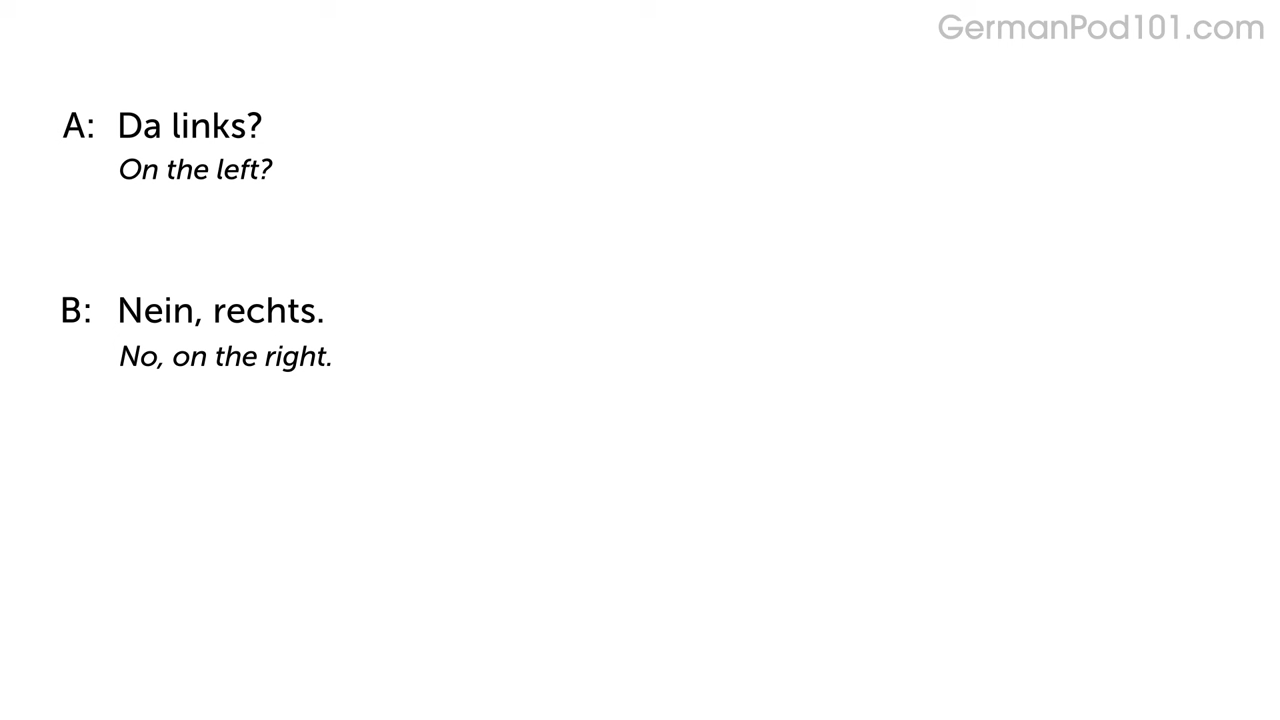 GermanPod101.com
A: Da links?
On the left?
B: Nein, rechts.
No, on the right.